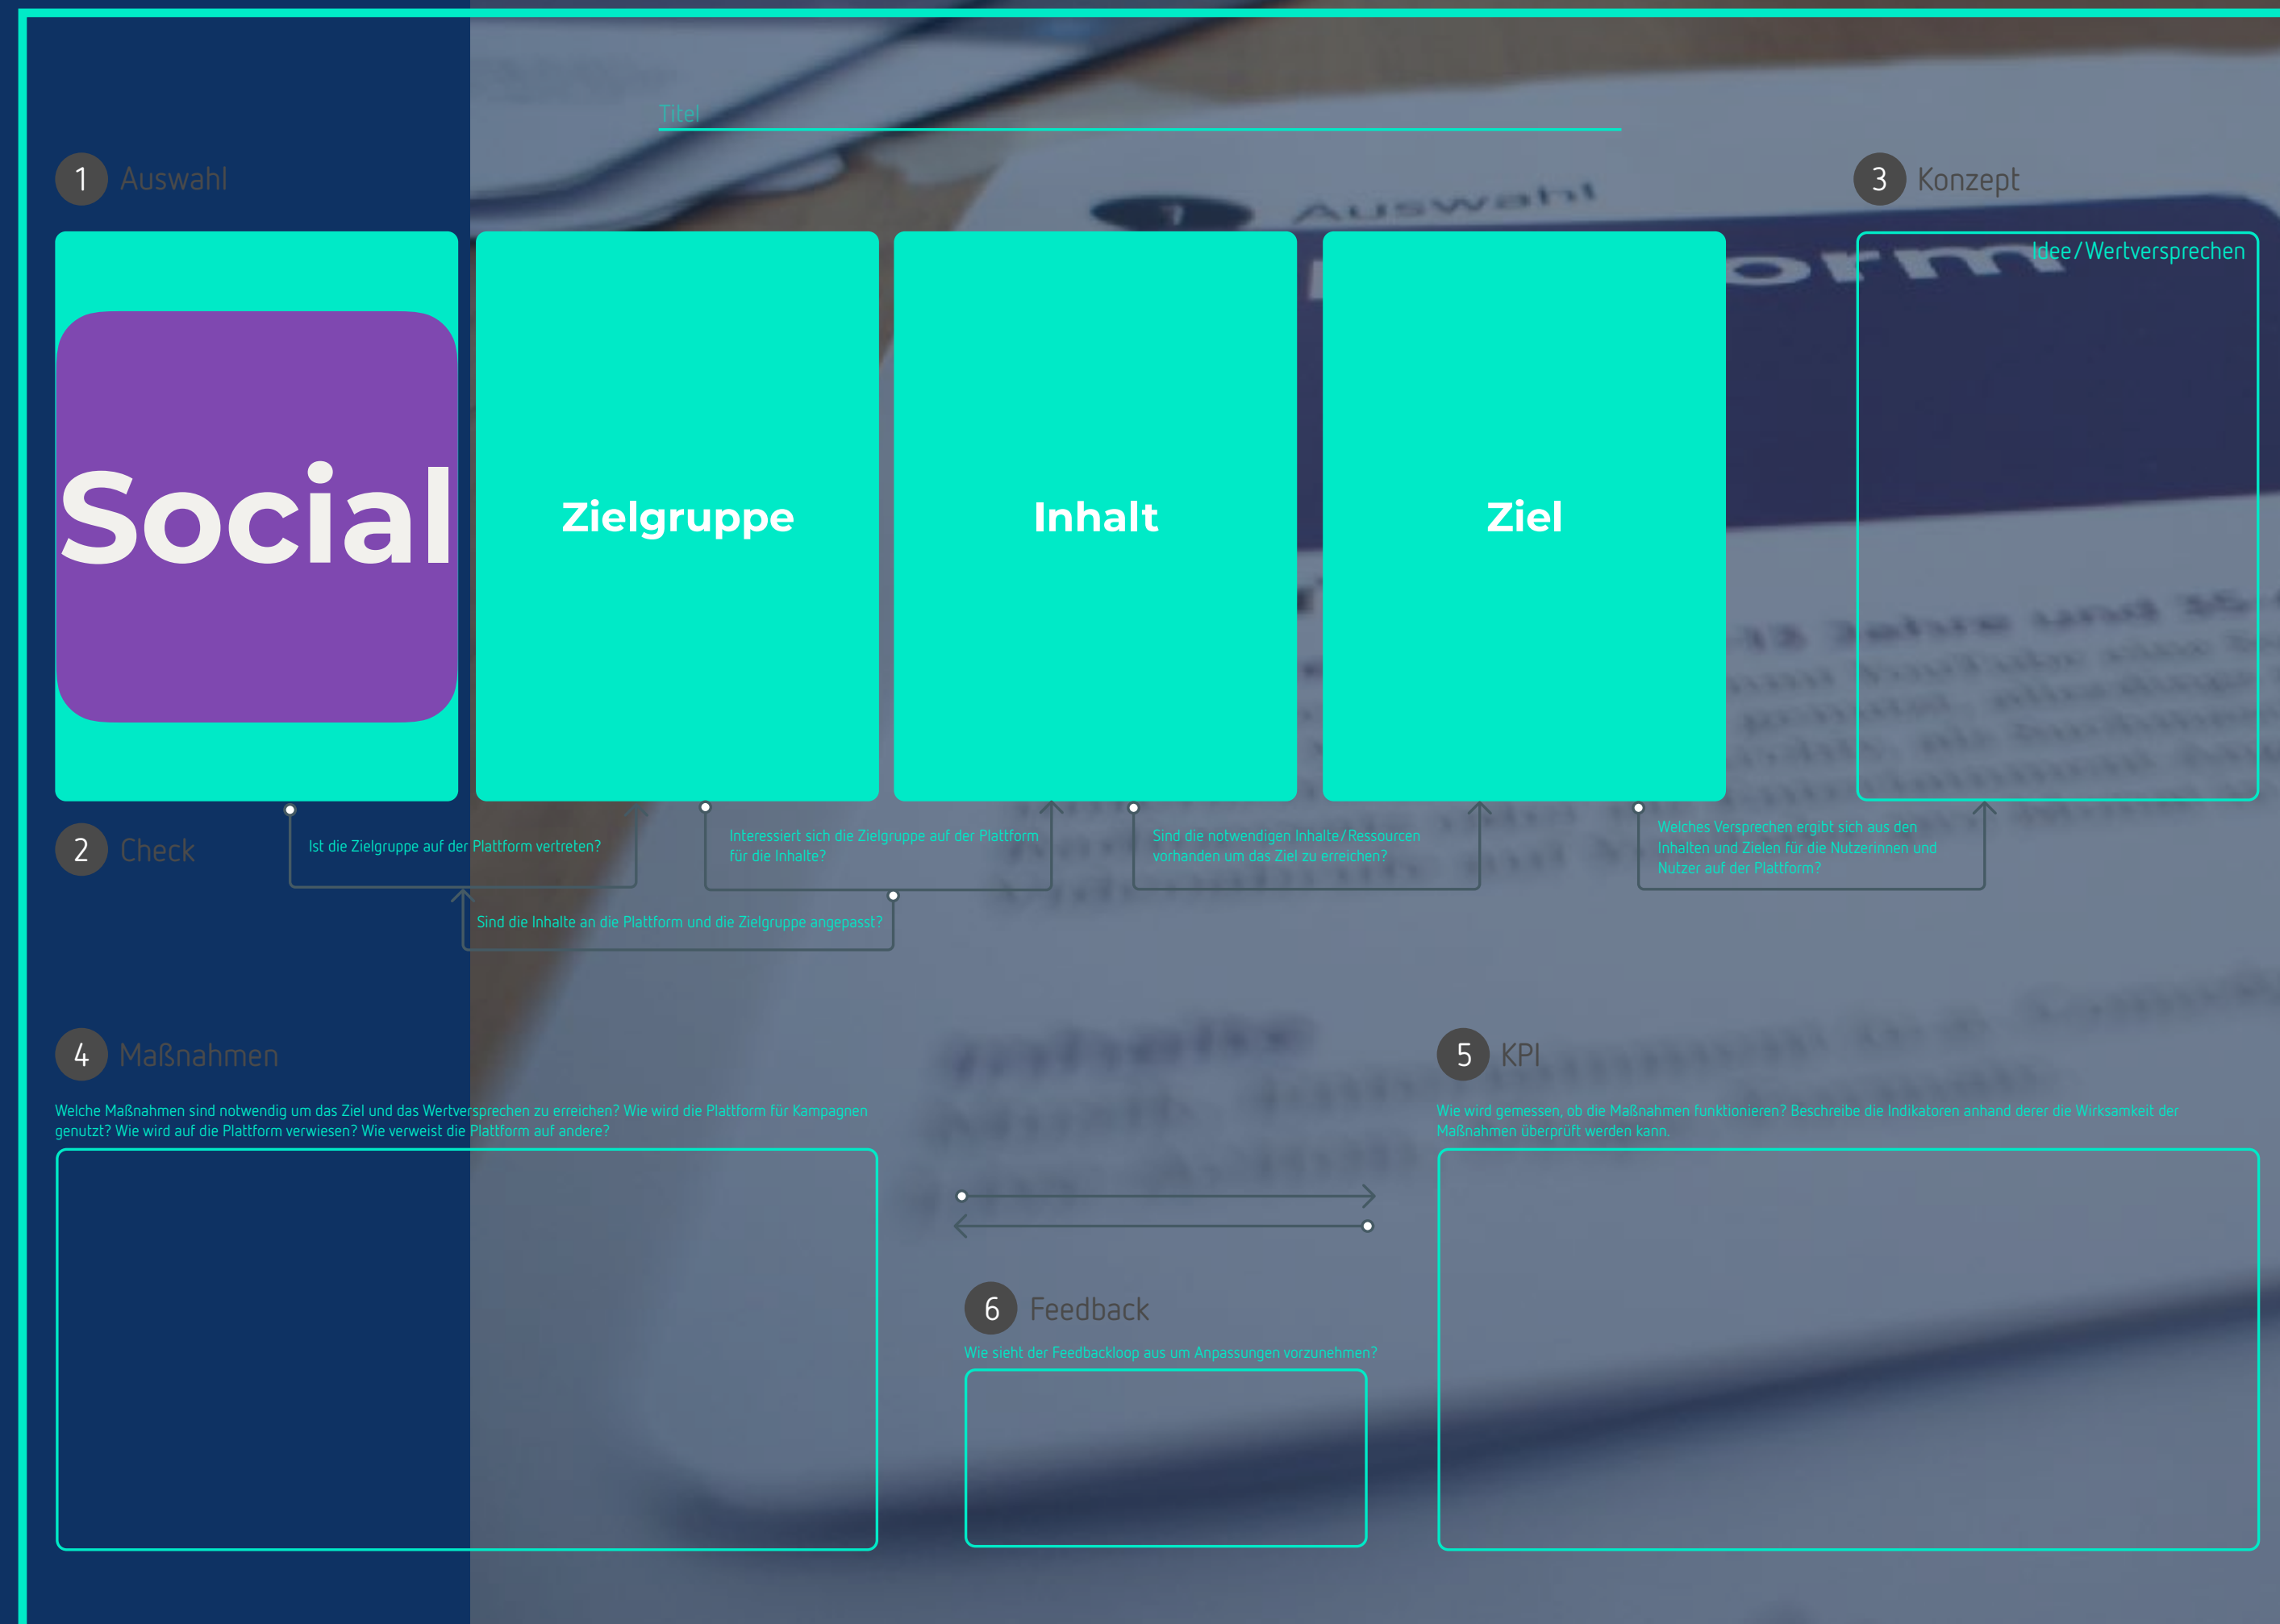 Titel
1 Auswahl
3 Konzept
7 Auswahl
orm
Idee/Wertversprechen
Social
Zielgruppe
Inhalt
Ziel
2 Check
Ist die Zielgruppe auf der Plattform vertreten?
Interessiert sich die Zielgruppe auf der Plattform
für die Inhalte?
Sind die notwendigen Inhalte/Ressourcen
vorhanden um das Ziel zu erreichen?
Welches Versprechen ergibt sich aus den
Inhalten und Zielen für die Nutzerinnen und
Nutzer auf der Plattform?
Sind die Inhalte an die Plattform und die Zielgruppe angepasst?
4 Maßnahmen
Welche Maßnahmen sind notwendig um das Ziel und das Wertversprechen zu erreichen? Wie wird die Plattform für Kampagnen
genutzt? Wie wird auf die Plattform verwiesen? Wie verweist die Plattform auf andere?
5 KPI
Wie wird gemessen, ob die Maßnahmen funktionieren? Beschreibe die Indikatoren anhand derer die Wirksamkeit der
Maßnahmen überprüft werden kann.
6 Feedback
Wie sieht der Feedbackloop aus um Anpassungen vorzunehmen?